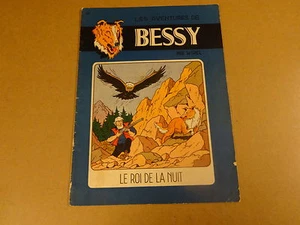 LES AVENTURES DE
BESSY
LE ROI DE LA NUIT